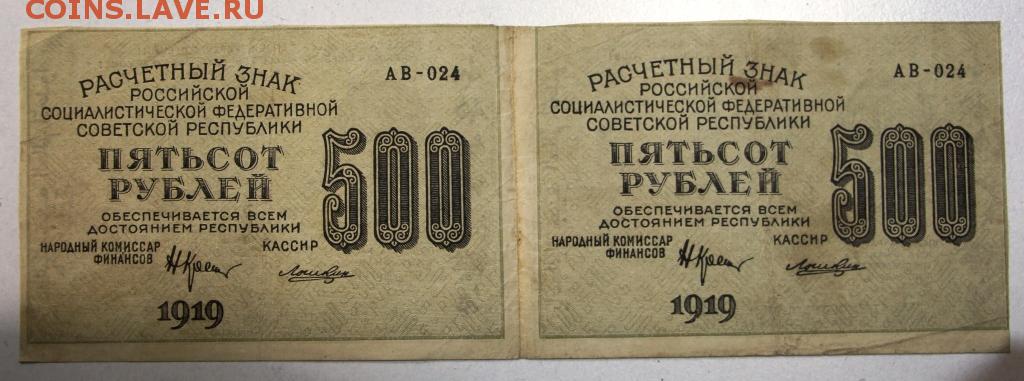 COINS.LAVE.RU
РАСЧЕТНЫЙ ЗНАК
РОССИЙСКОЙ
СОЦИАЛИСТИЧЕСКОЙ ФЕДЕРАТИВНОЙ
СОВЕТСКОЙ РЕСПУБЛИКИ
АВ-024
ПЯТЬСОТ
РУБЛЕЙ
500
ОБЕСПЕЧИВАЕТСЯ ВСЕМ
ДОСТОЯНИЕМ РЕСПУБЛИКИ
НАРОДНЫЙ КОМИССАР
ФИНАНСОВ
КАССИР
1919
РАСЧЕТНЫЙ ЗНАК
РОССИЙСКОЙ
СОЦИАЛИСТИЧЕСКОЙ ФЕДЕРАТИВНОЙ
СОВЕТСКОЙ РЕСПУБЛИКИ
АВ-024
ПЯТЬСОТ
РУБЛЕЙ
500
ОБЕСПЕЧИВАЕТСЯ ВСЕМ
ДОСТОЯНИЕМ РЕСПУБЛИКИ
НАРОДНЫЙ КОМИССАР
ФИНАНСОВ
КАССИР
1919